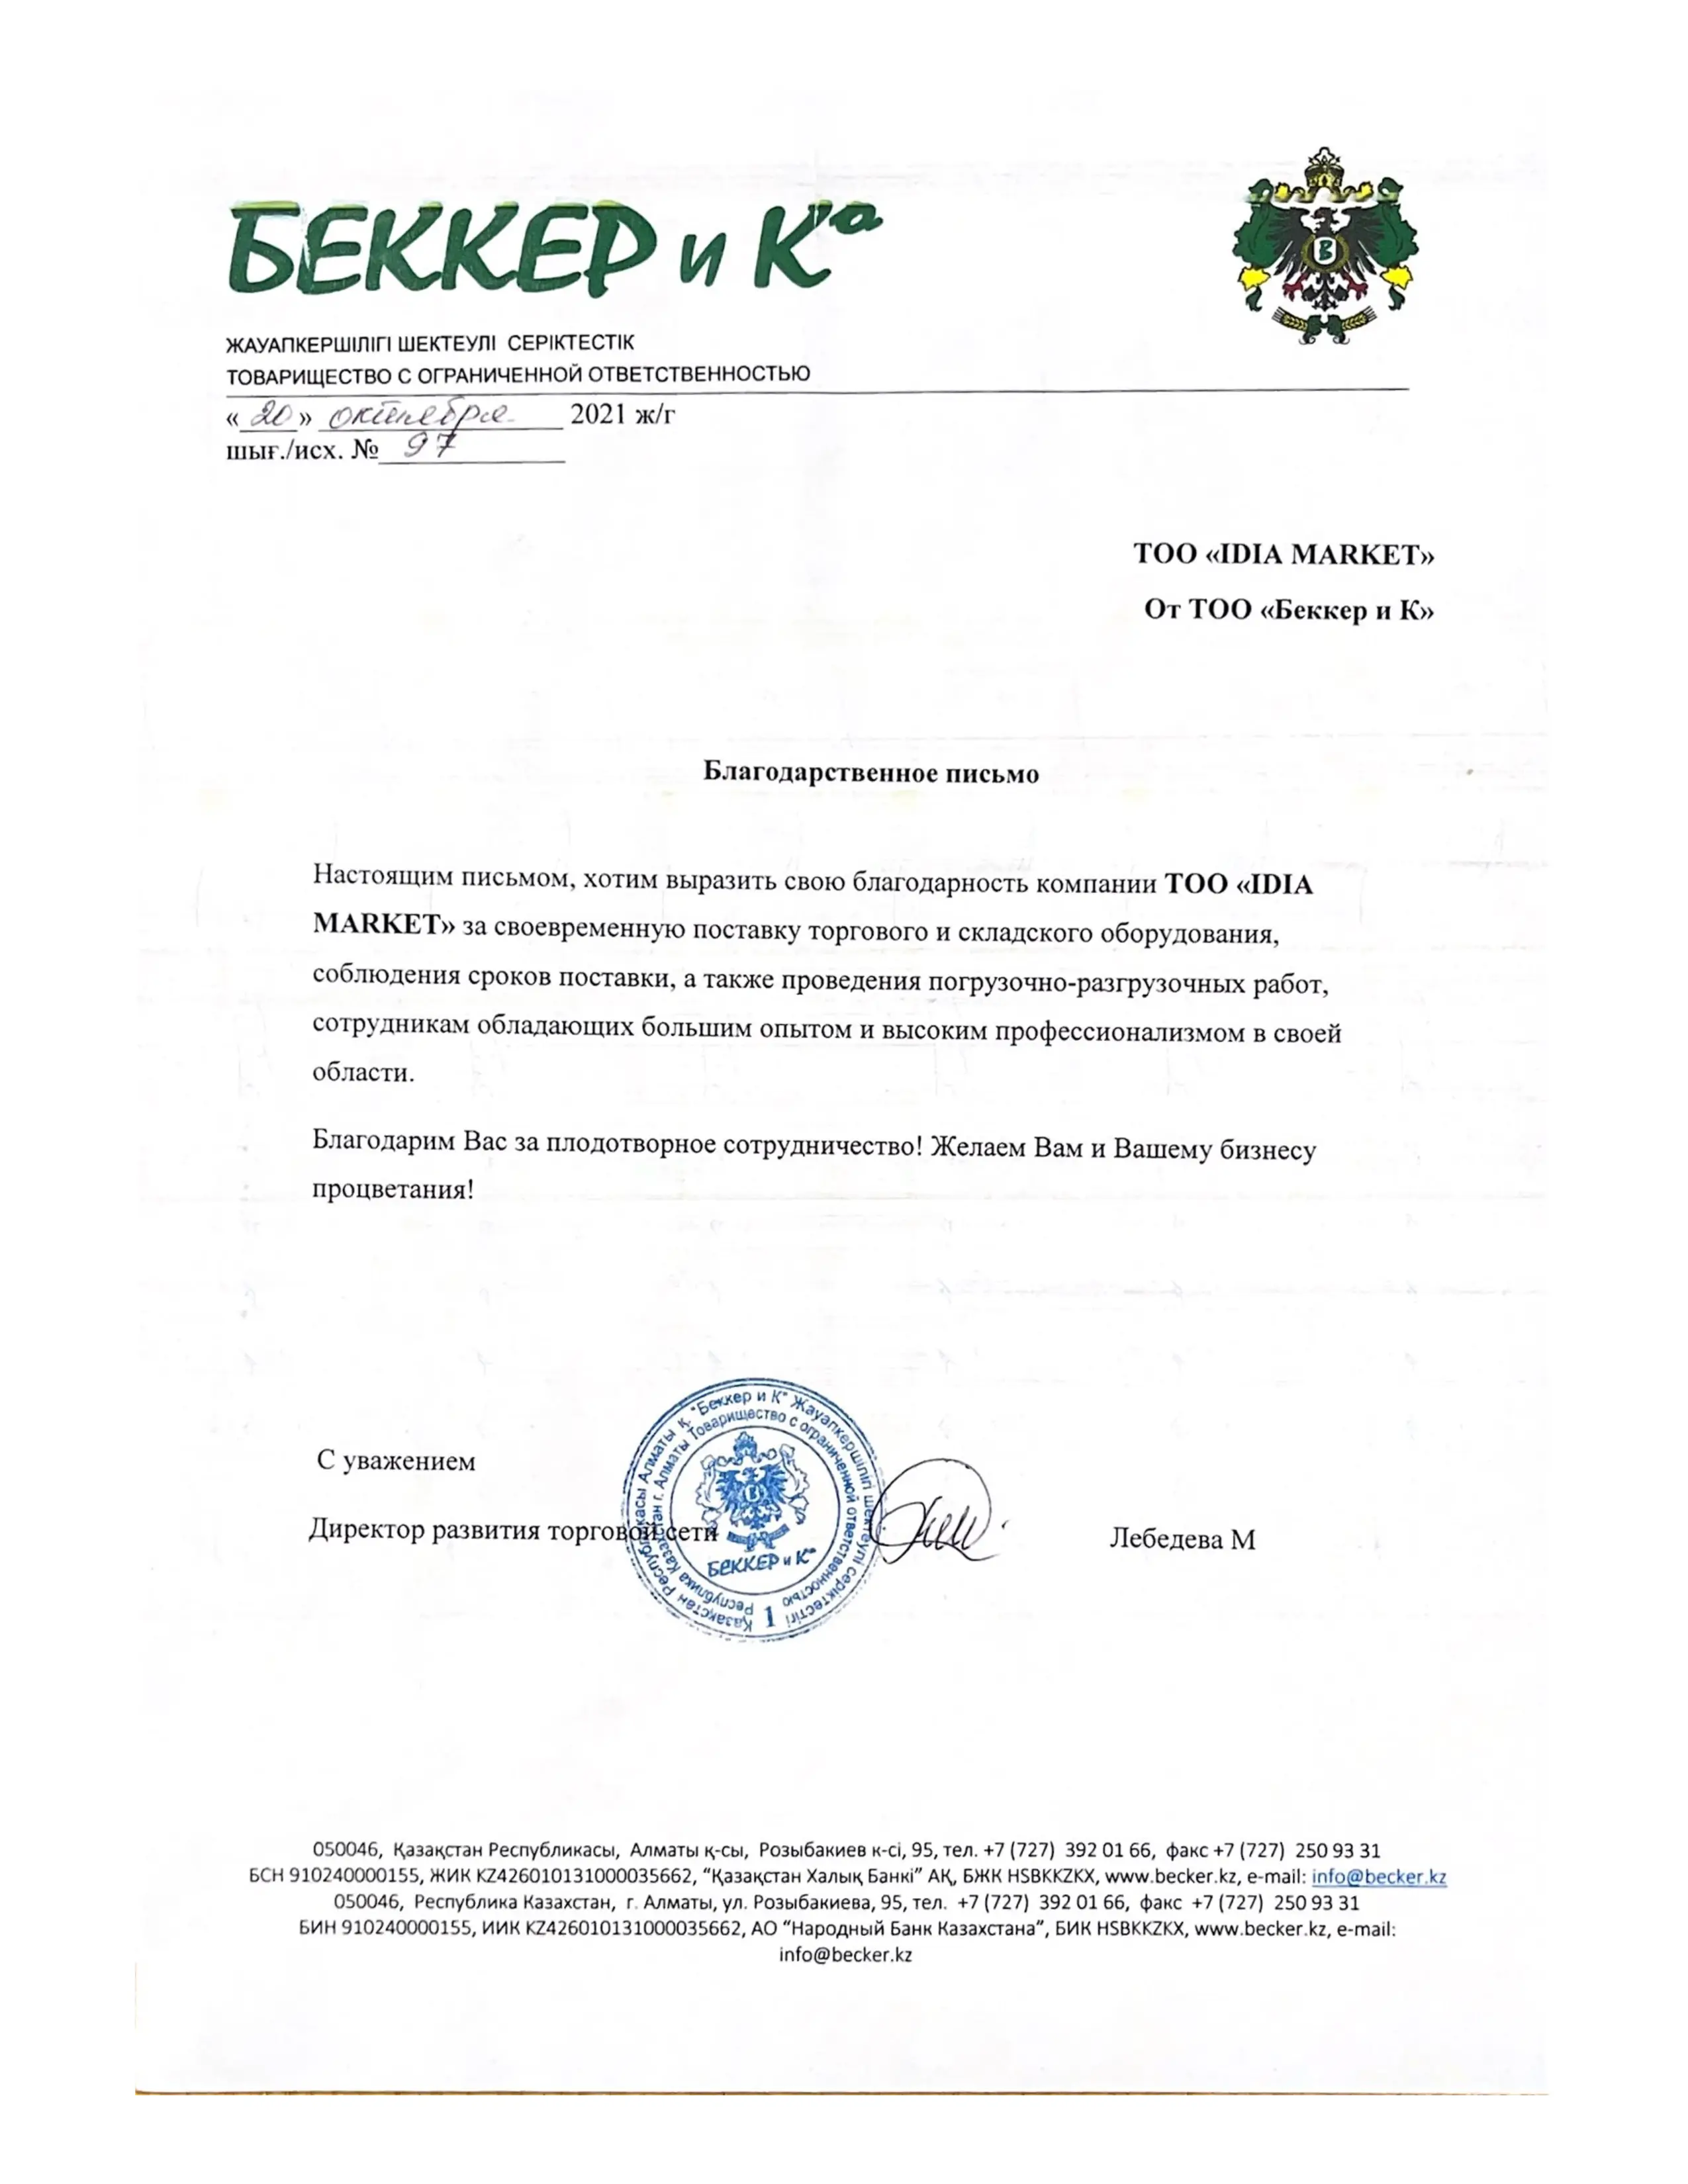 БЕККЕР и Кº
ЖАУАПКЕРШІЛІГІ ШЕКТЕУЛІ СЕРІКТЕСТІК
ТОВАРИЩЕСТВО С ОГРАНИЧЕННОЙ ОТВЕТСТВЕННОСТЬЮ
« 20 » октября 2021 ж/г
шығ./исх. № 97
ТОО «IDIA MARKET»
От ТОО «Беккер и К»
Благодарственное письмо
Настоящим письмом, хотим выразить свою благодарность компании ТОО «IDIA
MARKET» за своевременную поставку торгового и складского оборудования,
соблюдения сроков поставки, а также проведения погрузочно-разгрузочных работ,
сотрудникам обладающих большим опытом и высоким профессионализмом в своей
области.
Благодарим Вас за плодотворное сотрудничество! Желаем Вам и Вашему бизнесу
процветания!
С уважением
Директор развития торговой сети
Лебедева М
Қазақстан Республикасы Алматы қ. "Беккер и К" Жауапкершілігі шектеулі серіктестігі
Республика Казахстан г. Алматы Товарищество с ограниченной ответственностью
БЕККЕР и Кº
1
050046, Қазақстан Республикасы, Алматы қ-сы, Розыбакиев к-сі, 95, тел. +7 (727) 392 01 66, факс +7 (727) 250 93 31
БСН 910240000155, ЖИК KZ426010131000035662, “Қазақстан Халық Банкі” АҚ, БЖК HSBKKZKX, www.becker.kz, e-mail: info@becker.kz
050046, Республика Казахстан, г. Алматы, ул. Розыбакиева, 95, тел. +7 (727) 392 01 66, факс +7 (727) 250 93 31
БИН 910240000155, ИИК KZ426010131000035662, АО “Народный Банк Казахстана”, БИК HSBKKZKX, www.becker.kz, e-mail:
info@becker.kz